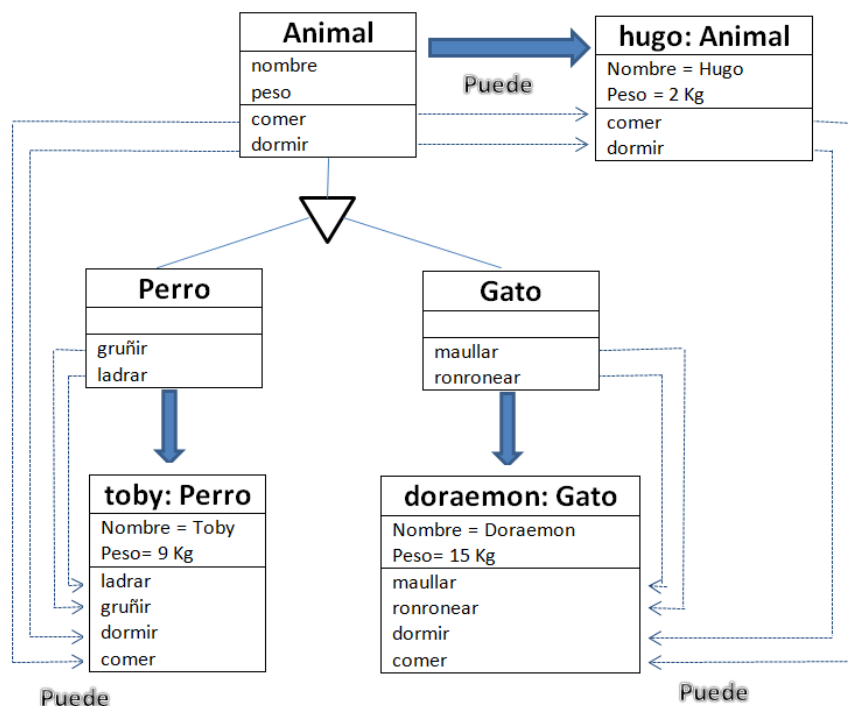 Animal
nombre
peso
comer
dormir
Puede
hugo: Animal
Nombre = Hugo
Peso = 2 Kg
comer
dormir
Perro
gruñir
ladrar
Gato
maullar
ronronear
toby: Perro
Nombre = Toby
Peso= 9 Kg
ladrar
gruñir
dormir
comer
Puede
doraemon: Gato
Nombre = Doraemon
Peso= 15 Kg
maullar
ronronear
dormir
comer
Puede